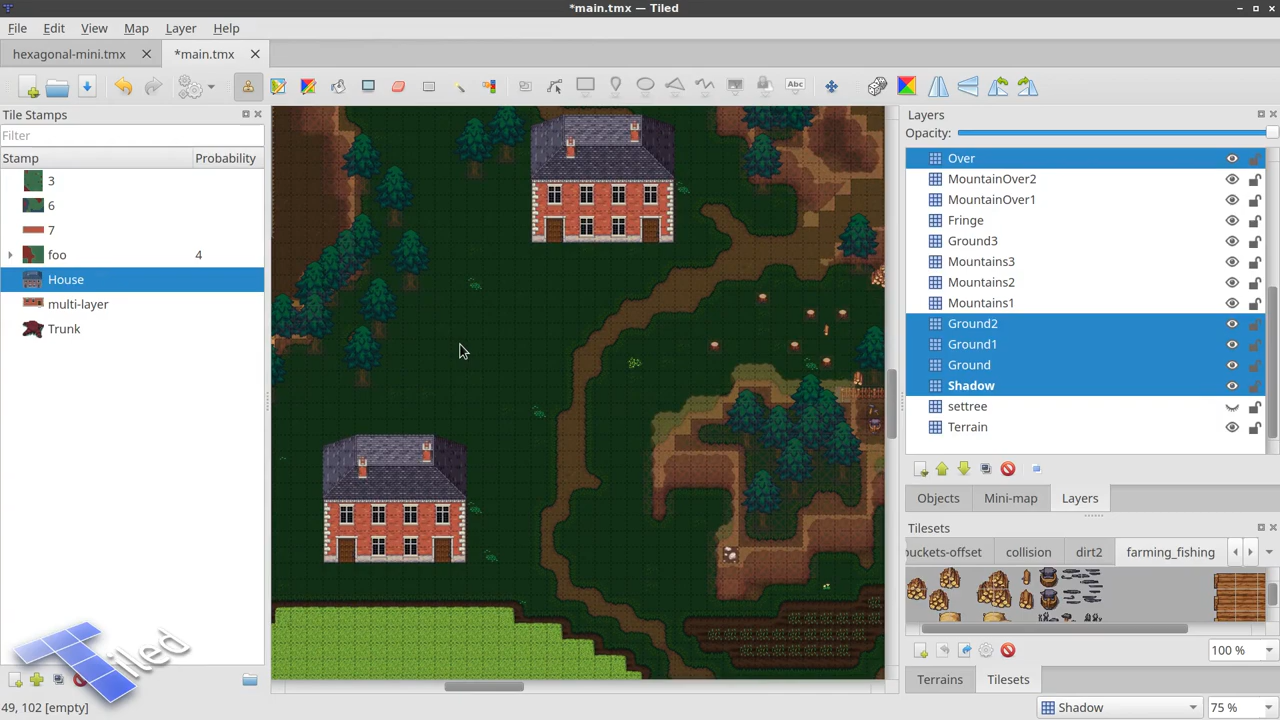 *main.tmx — Tiled
File Edit View Map Layer Help
hexagonal-mini.tmx *main.tmx
Abc
Tile Stamps
Filter
Stamp Probability
3
6
7
foo 4
House
multi-layer
Trunk
Tiled
49, 102 [empty]
Layers
Opacity:
Over
MountainOver2
MountainOver1
Fringe
Ground3
Mountains3
Mountains2
Mountains1
Ground2
Ground1
Ground
Shadow
settree
Terrain
Objects Mini-map Layers
Tilesets
buckets-offset collision dirt2 farming_fishing
100 %
Terrains Tilesets
Shadow 75 %